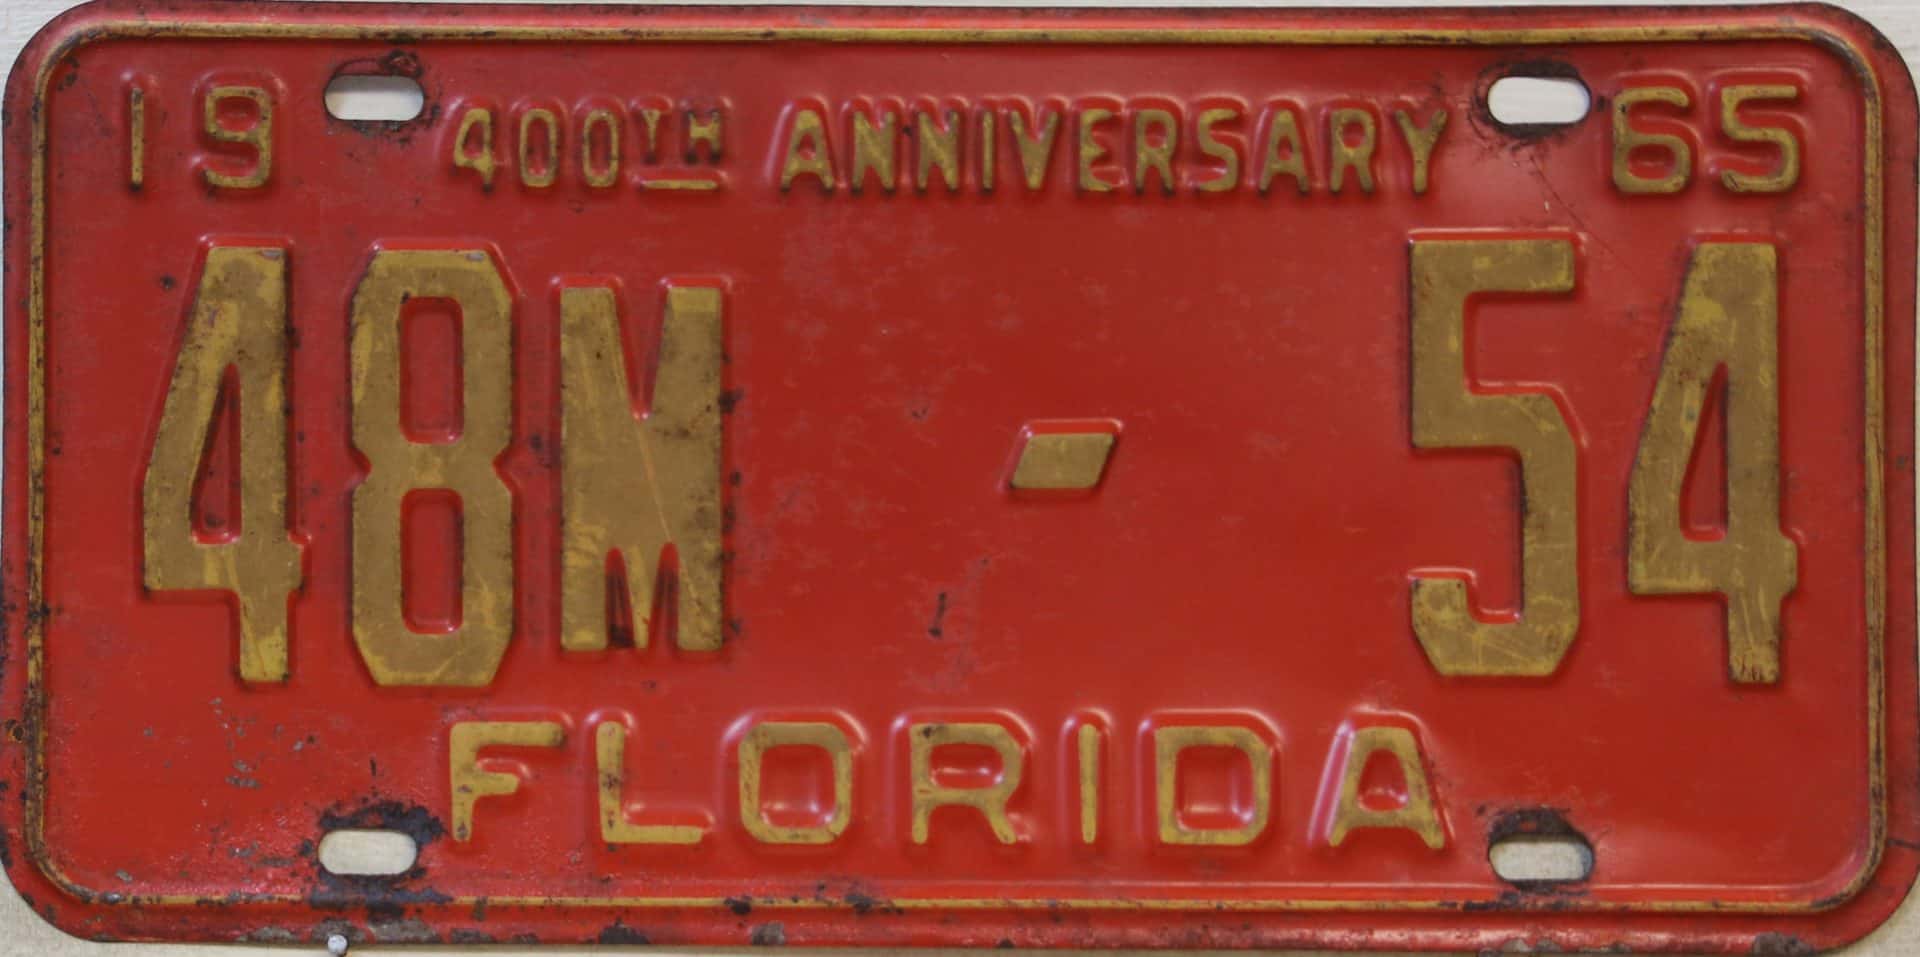 19 400TH ANNIVERSARY 65
48M - 54
FLORIDA